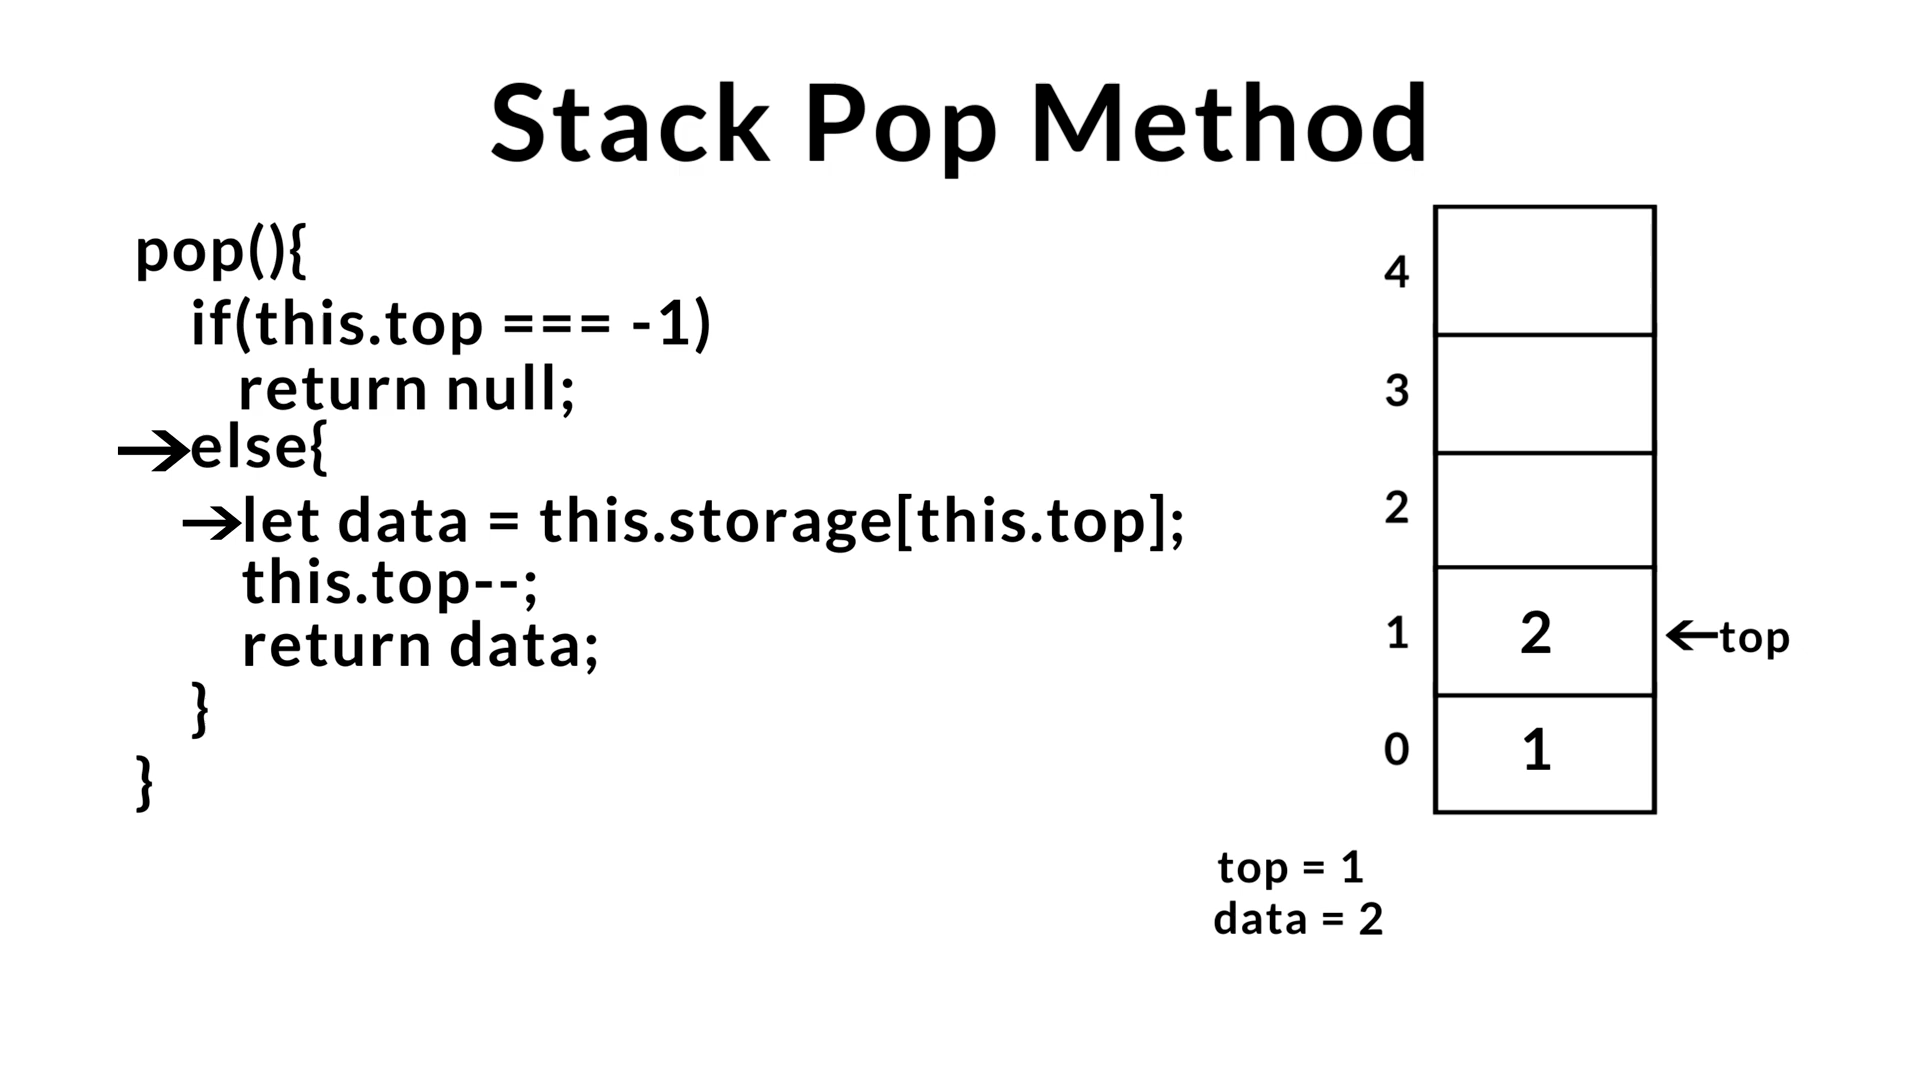 Stack Pop Method
pop(){
if(this.top === -1)
return null;
else{
let data = this.storage[this.top];
this.top--;
return data;
}
}
4
3
2
1 2 top
0 1
top = 1
data = 2